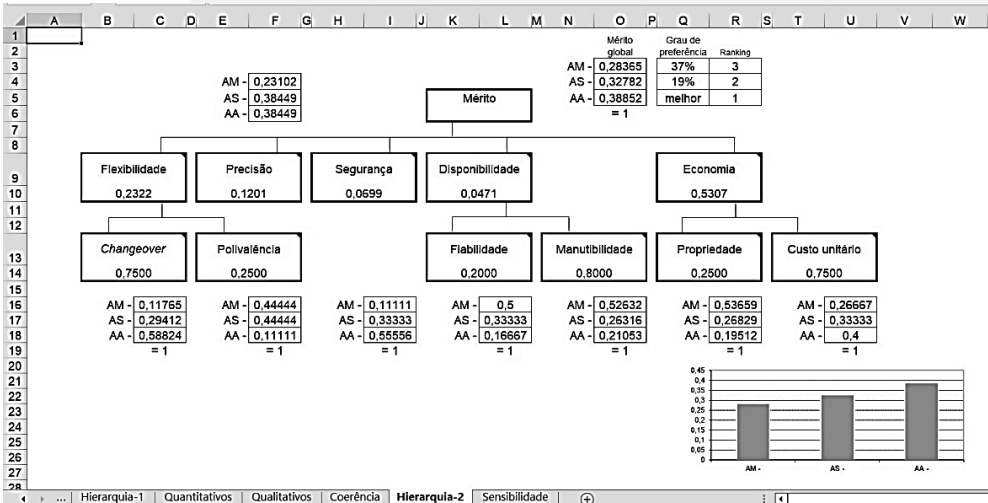 A B C D E F G H I J K L M N O P Q R S T U V W
1
2 Mérito Grau de
global preferência Ranking
3 AM - 0,28365 37% 3
4 AM - 0,23102 AS - 0,32782 19% 2
5 AS - 0,38449 Mérito AA - 0,38852 melhor 1
6 AA - 0,38449 = 1
7
8
9 Flexibilidade Precisão Segurança Disponibilidade Economia
10 0,2322 0,1201 0,0699 0,0471 0,5307
11
12
13 Changeover Polivalência Fiabilidade Manutibilidade Propriedade Custo unitário
14 0,7500 0,2500 0,2000 0,8000 0,2500 0,7500
15
16 AM - 0,11765 AM - 0,44444 AM - 0,11111 AM - 0,5 AM - 0,52632 AM - 0,53659 AM - 0,26667
17 AS - 0,29412 AS - 0,44444 AS - 0,33333 AS - 0,33333 AS - 0,26316 AS - 0,26829 AS - 0,33333
18 AA - 0,58824 AA - 0,11111 AA - 0,55556 AA - 0,16667 AA - 0,21053 AA - 0,19512 AA - 0,4
19 = 1 = 1 = 1 = 1 = 1 = 1 = 1
20
21
22
23
24
25
26
27
28
0,45
0,4
0,35
0,3
0,25
0,2
0,15
0,1
0,05
0
AM - AS - AA -
... Hierarquia-1 Quantitativos Qualitativos Coerência Hierarquia-2 Sensibilidade